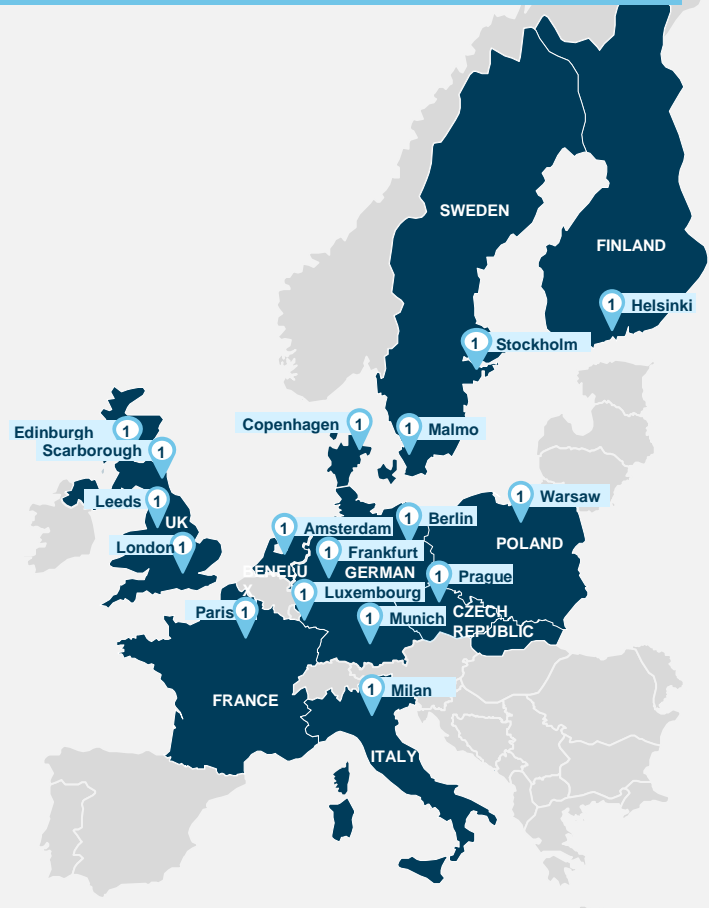 SWEDEN
FINLAND
1 Helsinki
1 Stockholm
Copenhagen 1
1 Malmo
Edinburgh 1
Scarborough 1
Leeds 1
UK
London 1
1 Warsaw
POLAND
1 Amsterdam
1 Berlin
1 Frankfurt
BENELU
X
GERMAN
1 Prague
1 Luxembourg
CZECH
REPUBLIC
Paris 1
1 Munich
FRANCE
1 Milan
ITALY